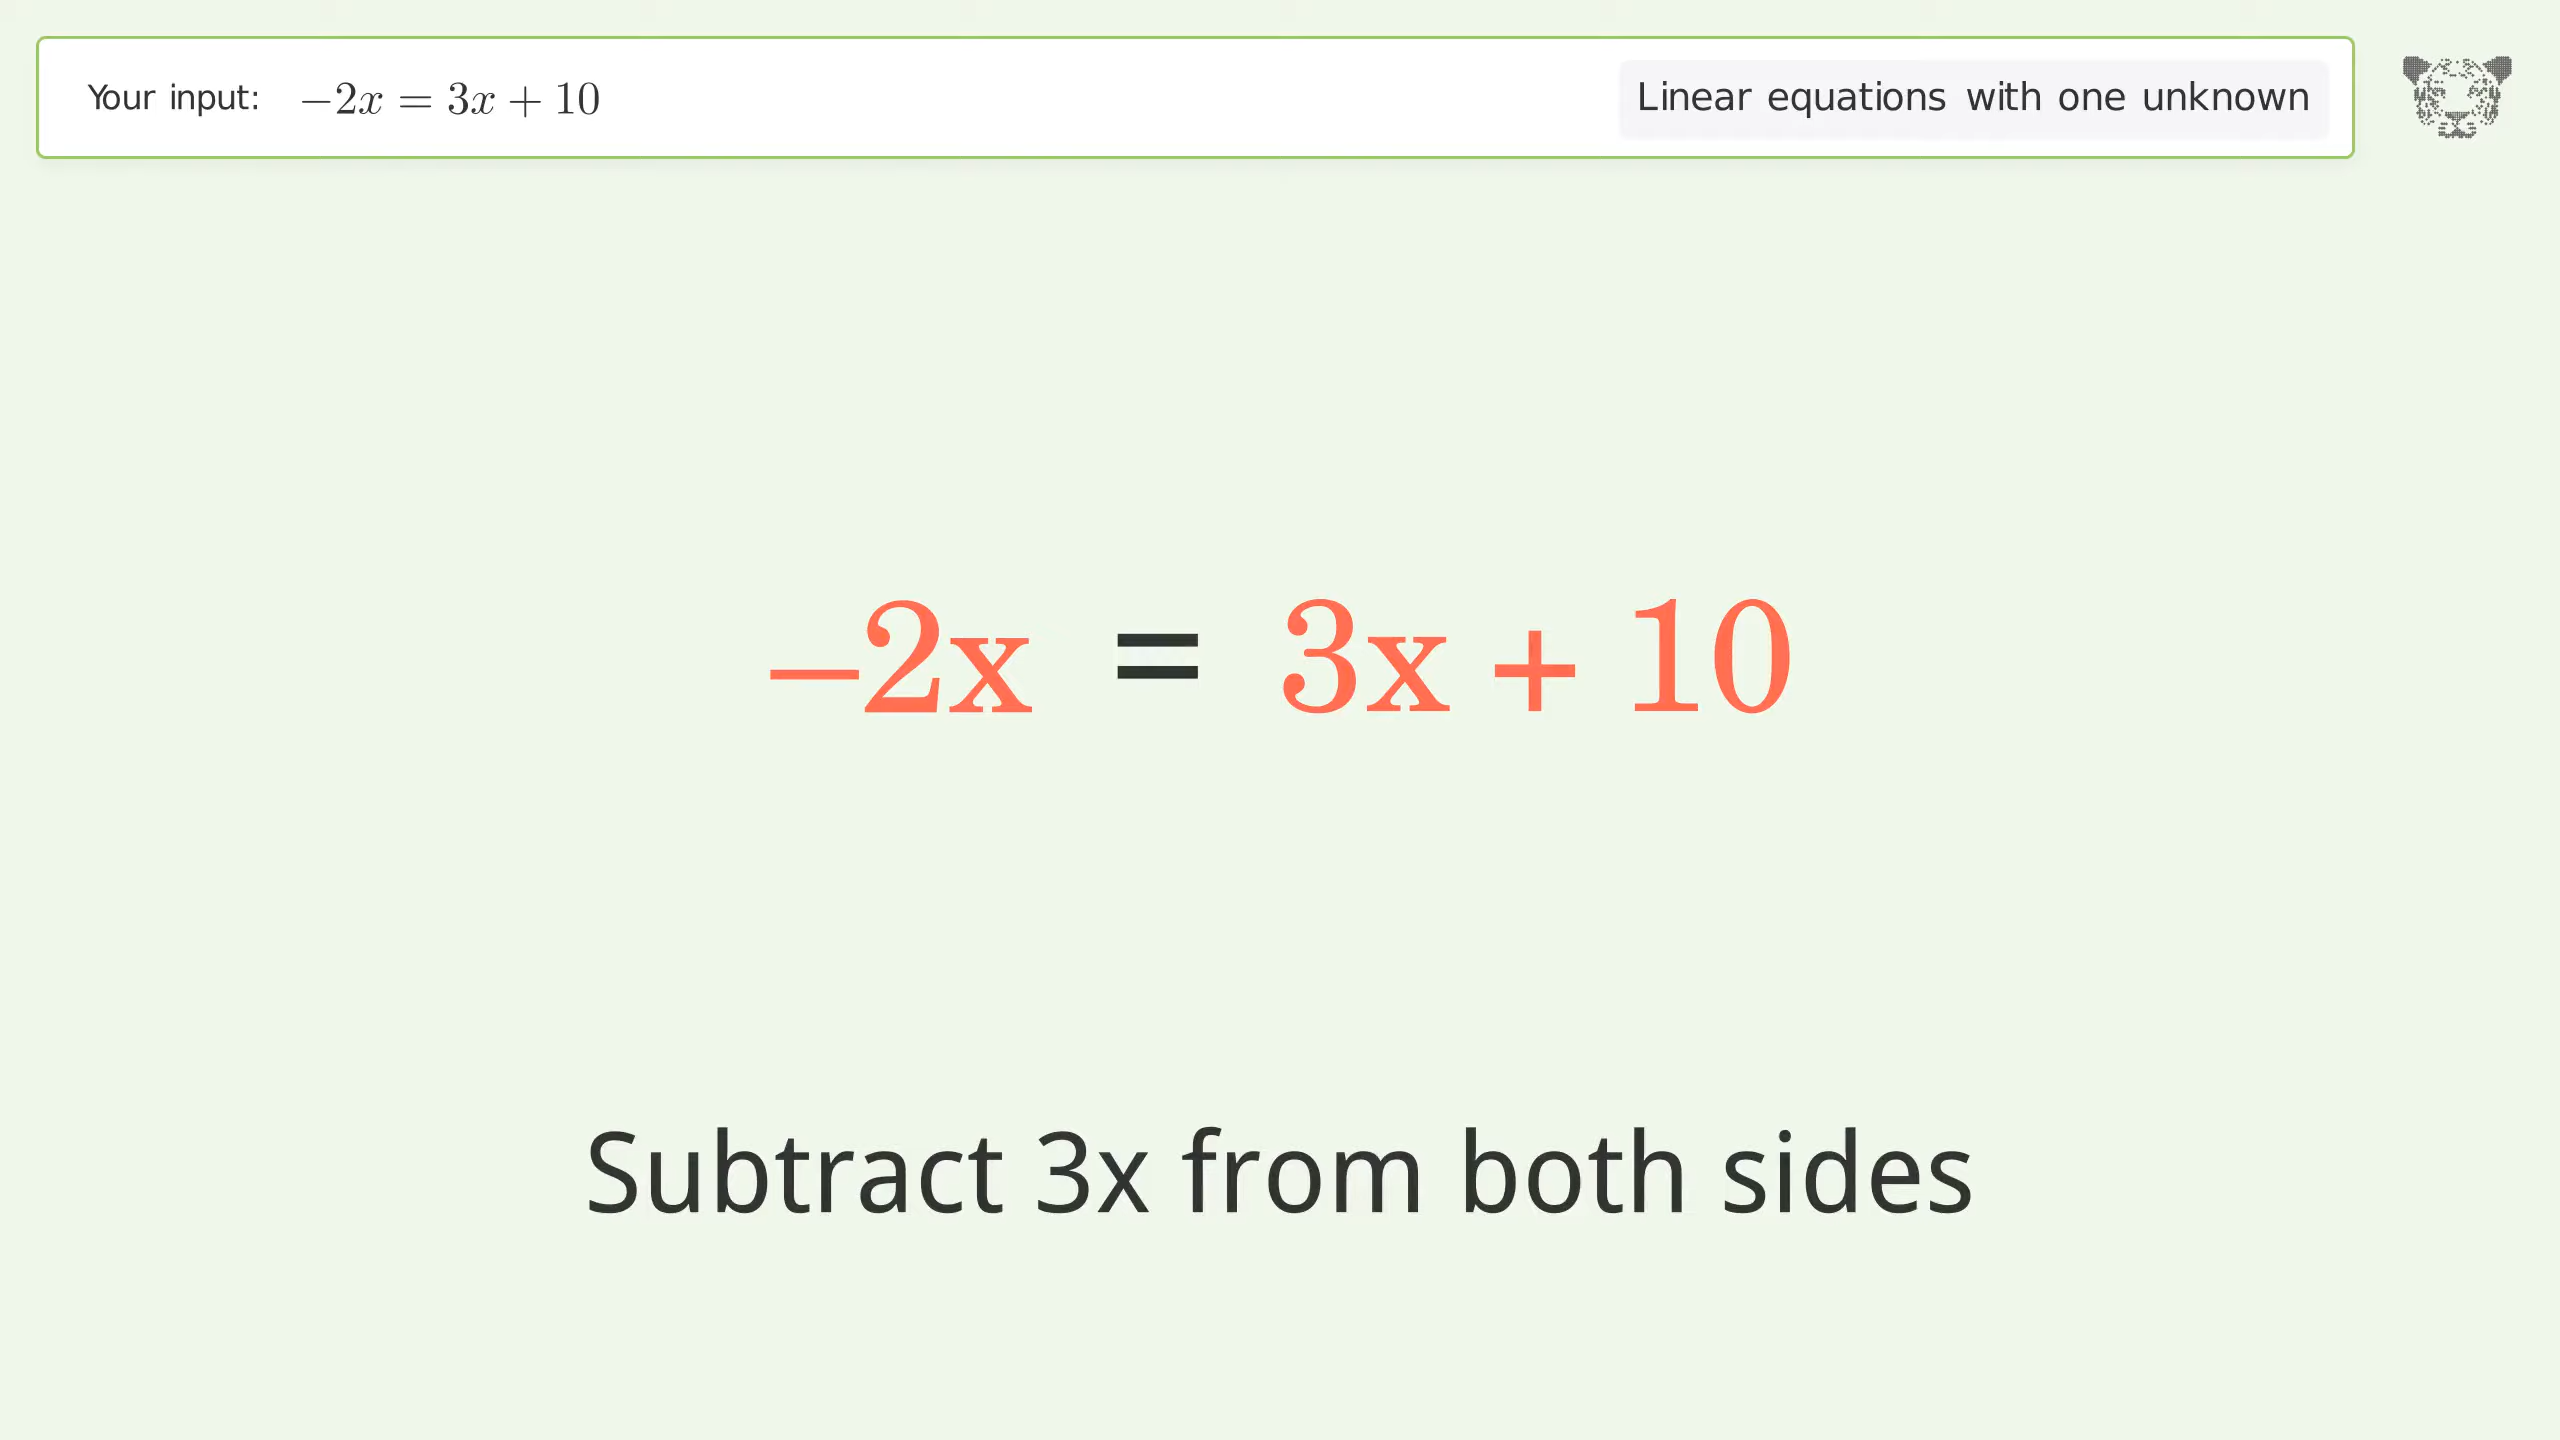 Your input: −2x = 3x + 10
Linear equations with one unknown
−2x = 3x + 10
Subtract 3x from both sides